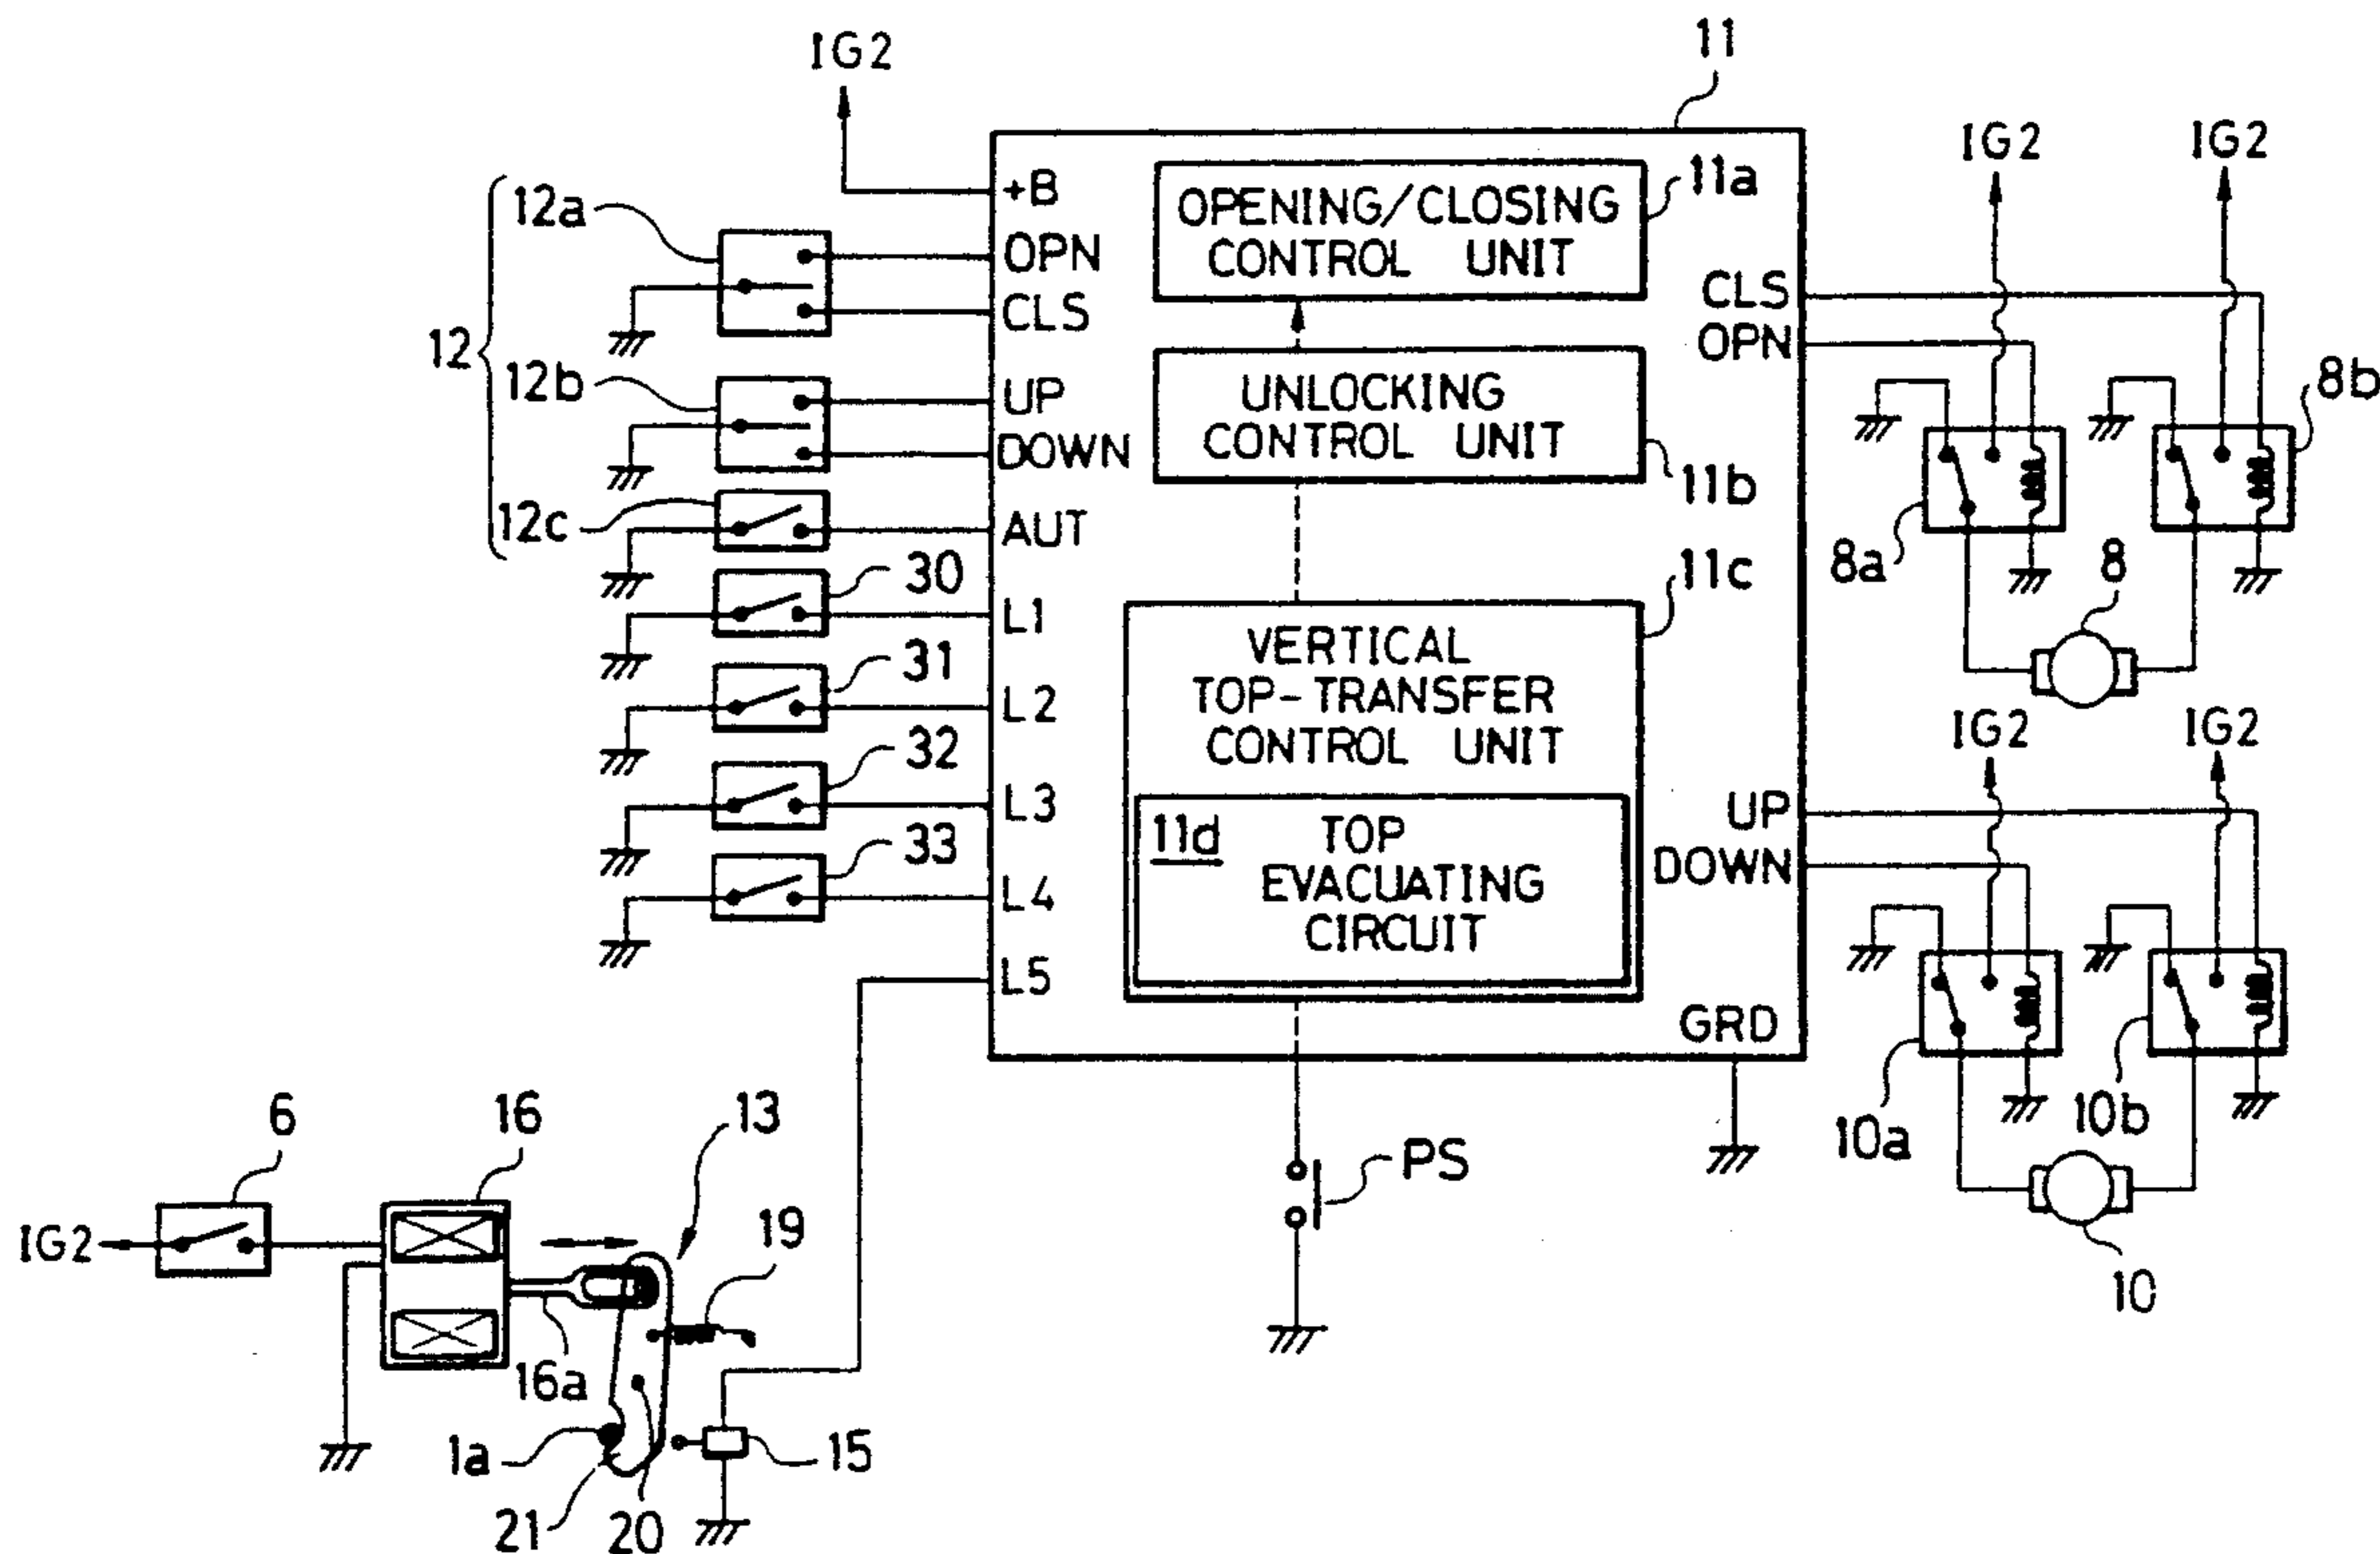 IG2
11
12
12a
12b
12c
+B
OPN
CLS
UP
DOWN
AUT
L1
L2
L3
L4
L5
30
31
32
33
OPENING/CLOSING
CONTROL UNIT
11a
UNLOCKING
CONTROL UNIT
11b
VERTICAL
TOP-TRANSFER
CONTROL UNIT
11c
11d
TOP
EVACUATING
CIRCUIT
CLS
OPN
UP
DOWN
GRD
IG2
IG2
8a
8b
8
IG2
IG2
10a
10b
10
PS
6
16
13
19
IG2
16a
1a
21
20
15